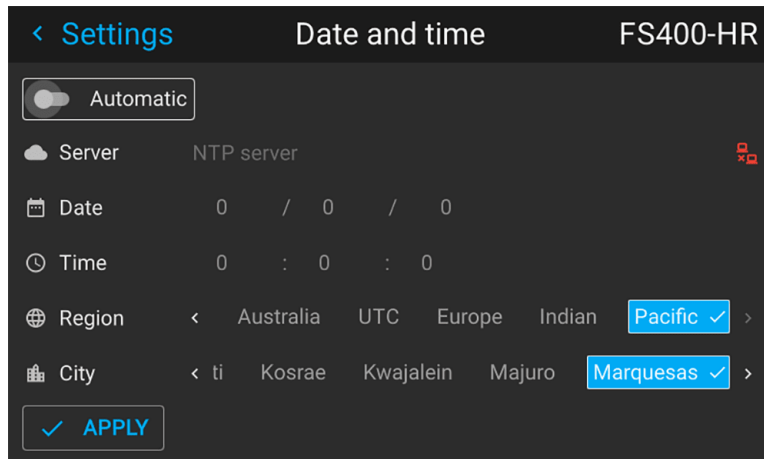 Settings Date and time FS400-HR
Automatic
Server NTP server
Date 0 / 0 / 0
Time 0 : 0 : 0
Region Australia UTC Europe Indian Pacific
City ti Kosrae Kwajalein Majuro Marquesas
APPLY